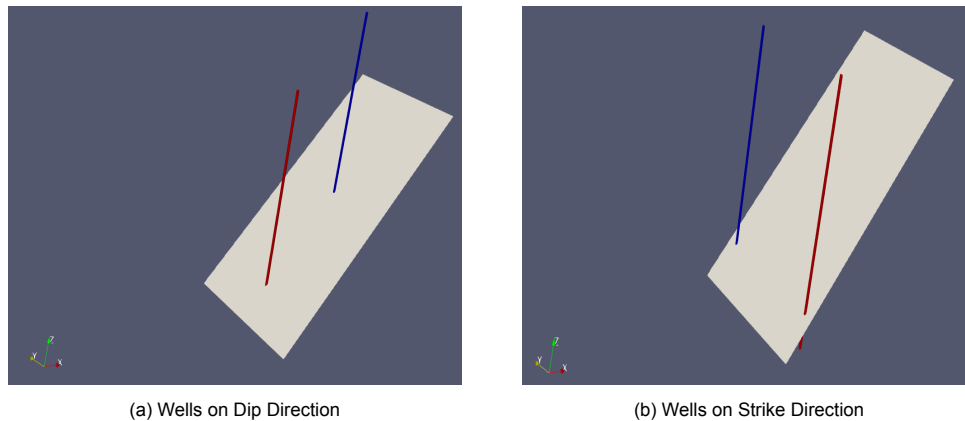 Z
Y
X
Z
Y
X
(a) Wells on Dip Direction
(b) Wells on Strike Direction